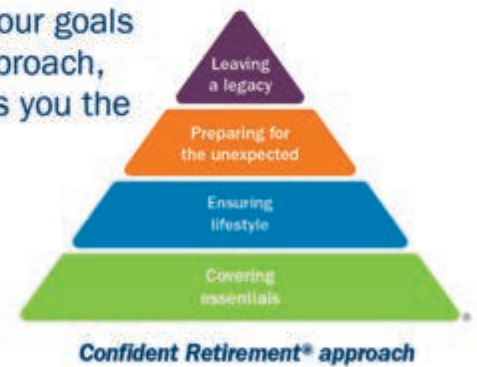 our goals
proach,
s you the
Leaving
a legacy
Preparing for
the unexpected
Ensuring
lifestyle
Covering
essentials
®
Confident Retirement® approach